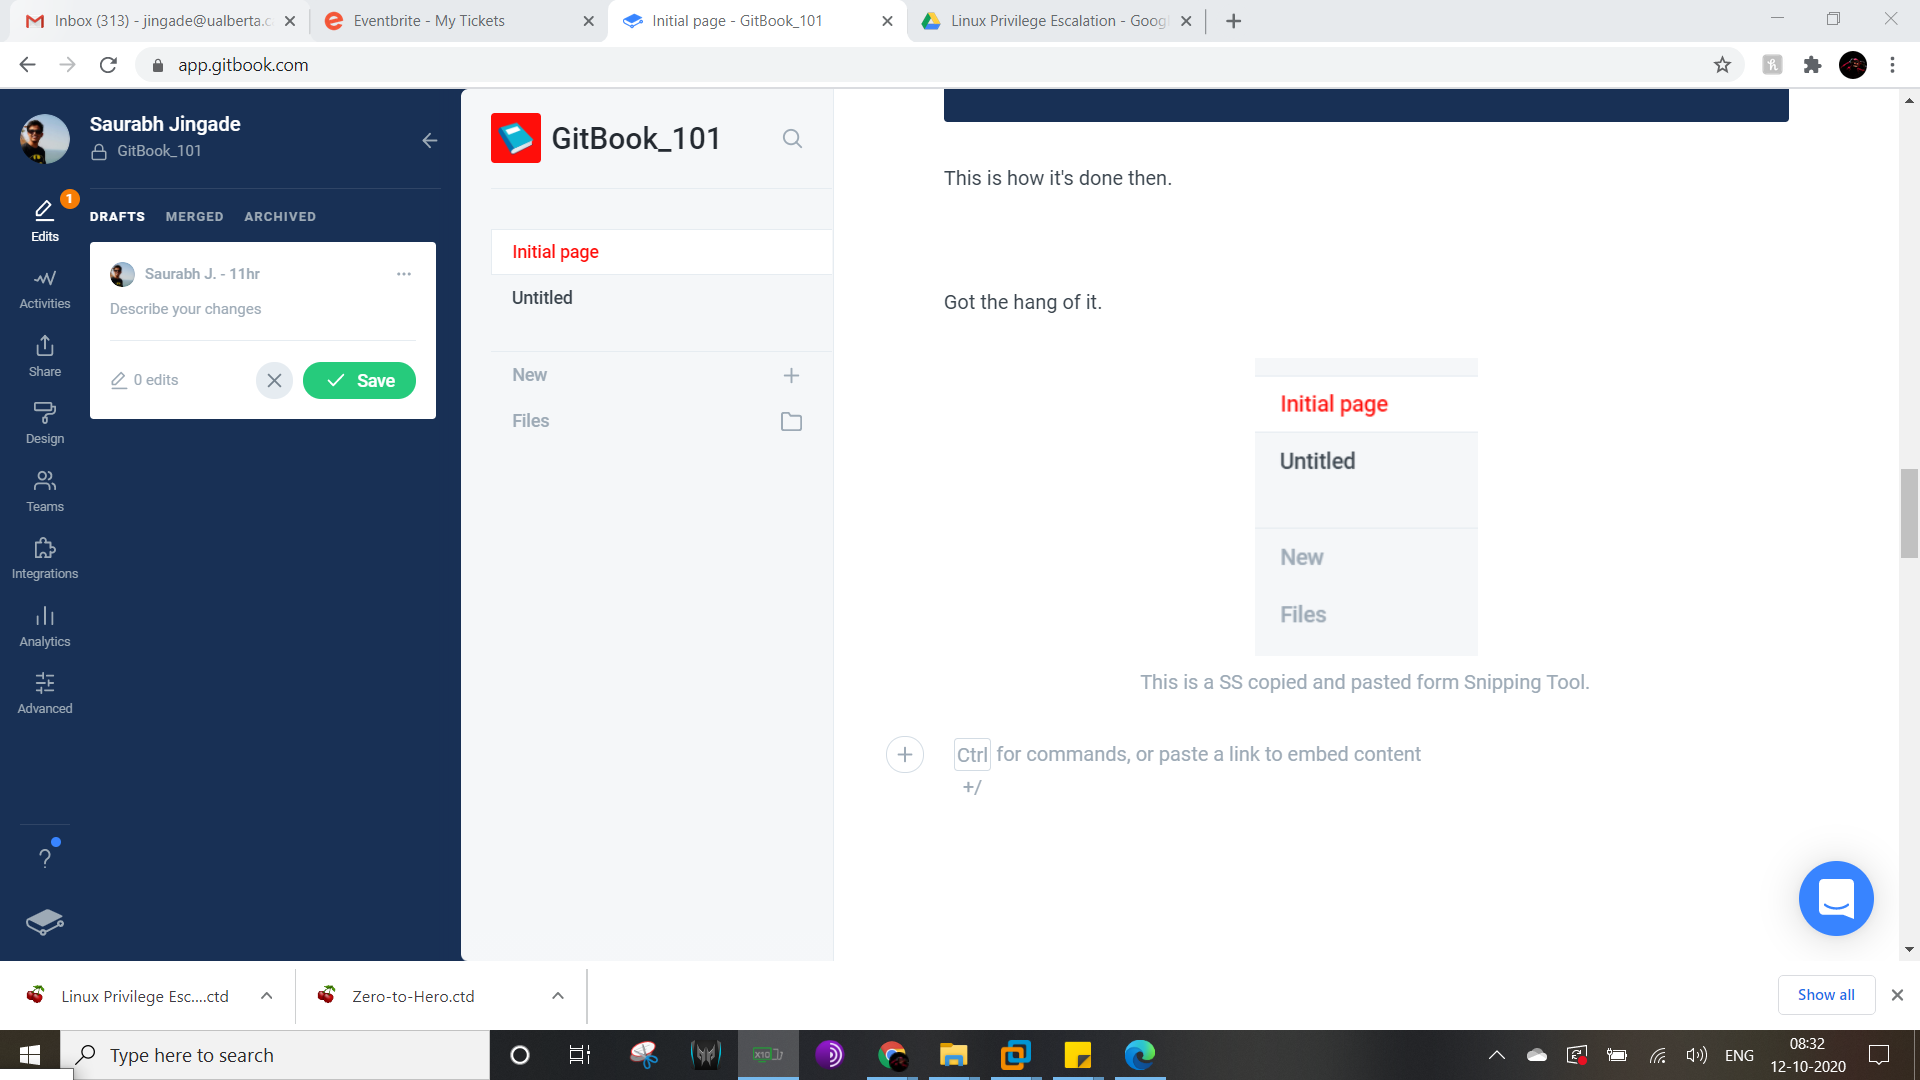 Inbox (313) - jingade@ualberta.c
Eventbrite - My Tickets
Initial page - GitBook_101
Linux Privilege Escalation - Goog
app.gitbook.com
Saurabh Jingade
GitBook_101
1
Edits
Activities
Share
Design
Teams
Integrations
Analytics
Advanced
?
DRAFTS MERGED ARCHIVED
Saurabh J. - 11hr
Describe your changes
0 edits
Save
GitBook_101
Initial page
Untitled
New
Files
This is how it's done then.
Got the hang of it.
Initial page
Untitled
New
Files
This is a SS copied and pasted form Snipping Tool.
Ctrl for commands, or paste a link to embed content
+/
Linux Privilege Esc....ctd
Zero-to-Hero.ctd
Show all
Type here to search
ENG
08:32
12-10-2020